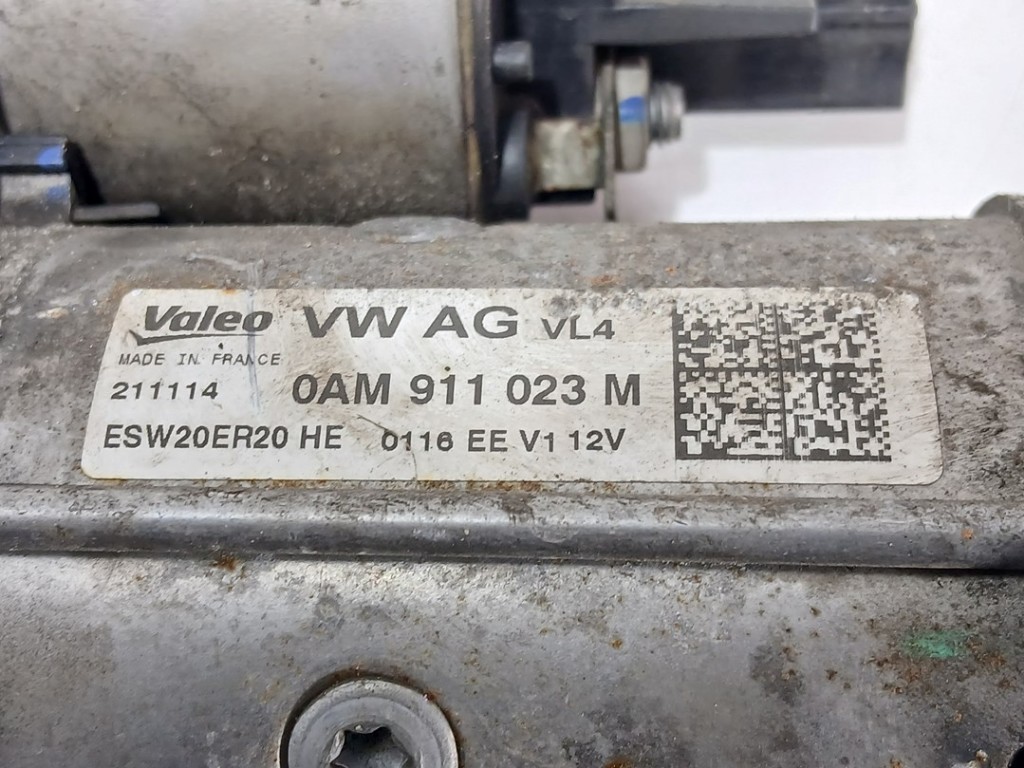 Valeo VW AG VL4
MADE IN FRANCE
211114 0AM 911 023 M
ESW20ER20 HE 0116 EE V1 12V